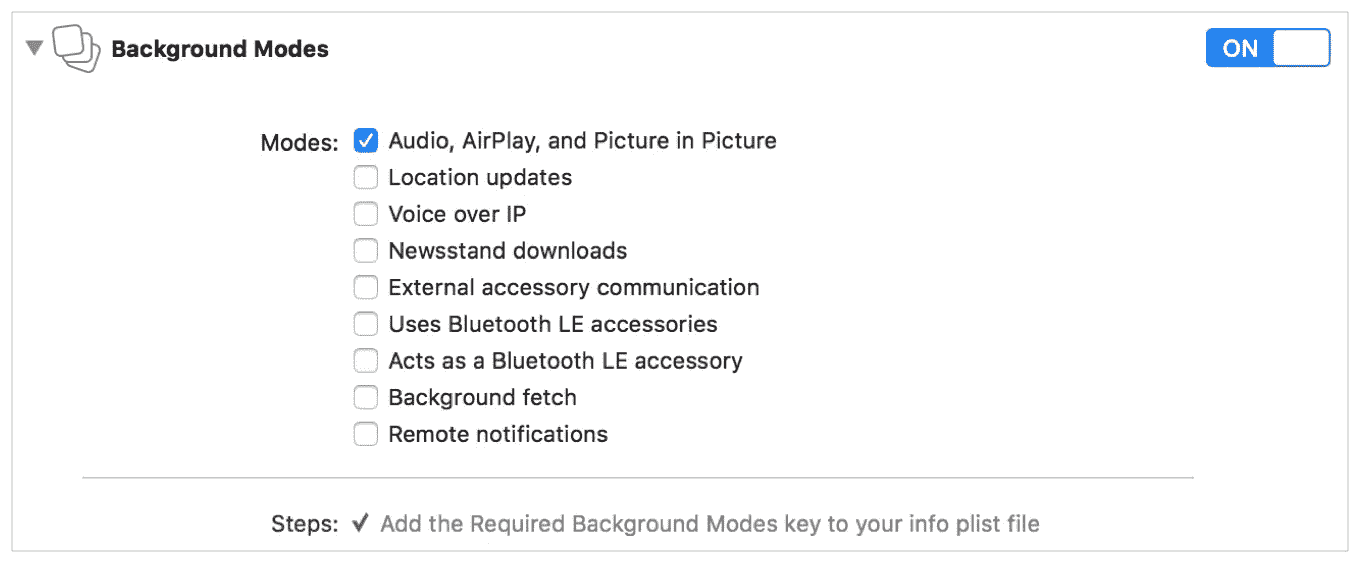 Background Modes
ON
Modes: Audio, AirPlay, and Picture in Picture
Location updates
Voice over IP
Newsstand downloads
External accessory communication
Uses Bluetooth LE accessories
Acts as a Bluetooth LE accessory
Background fetch
Remote notifications
Steps: ✓ Add the Required Background Modes key to your info plist file